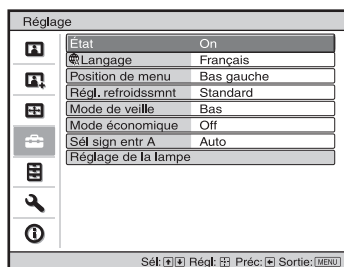 Réglage
État On
Langage Français
Position de menu Bas gauche
Régl. refroidssmnt Standard
Mode de veille Bas
Mode économique Off
Sél sign entr A Auto
Réglage de la lampe
Sél: Régl: Préc: Sortie: MENU